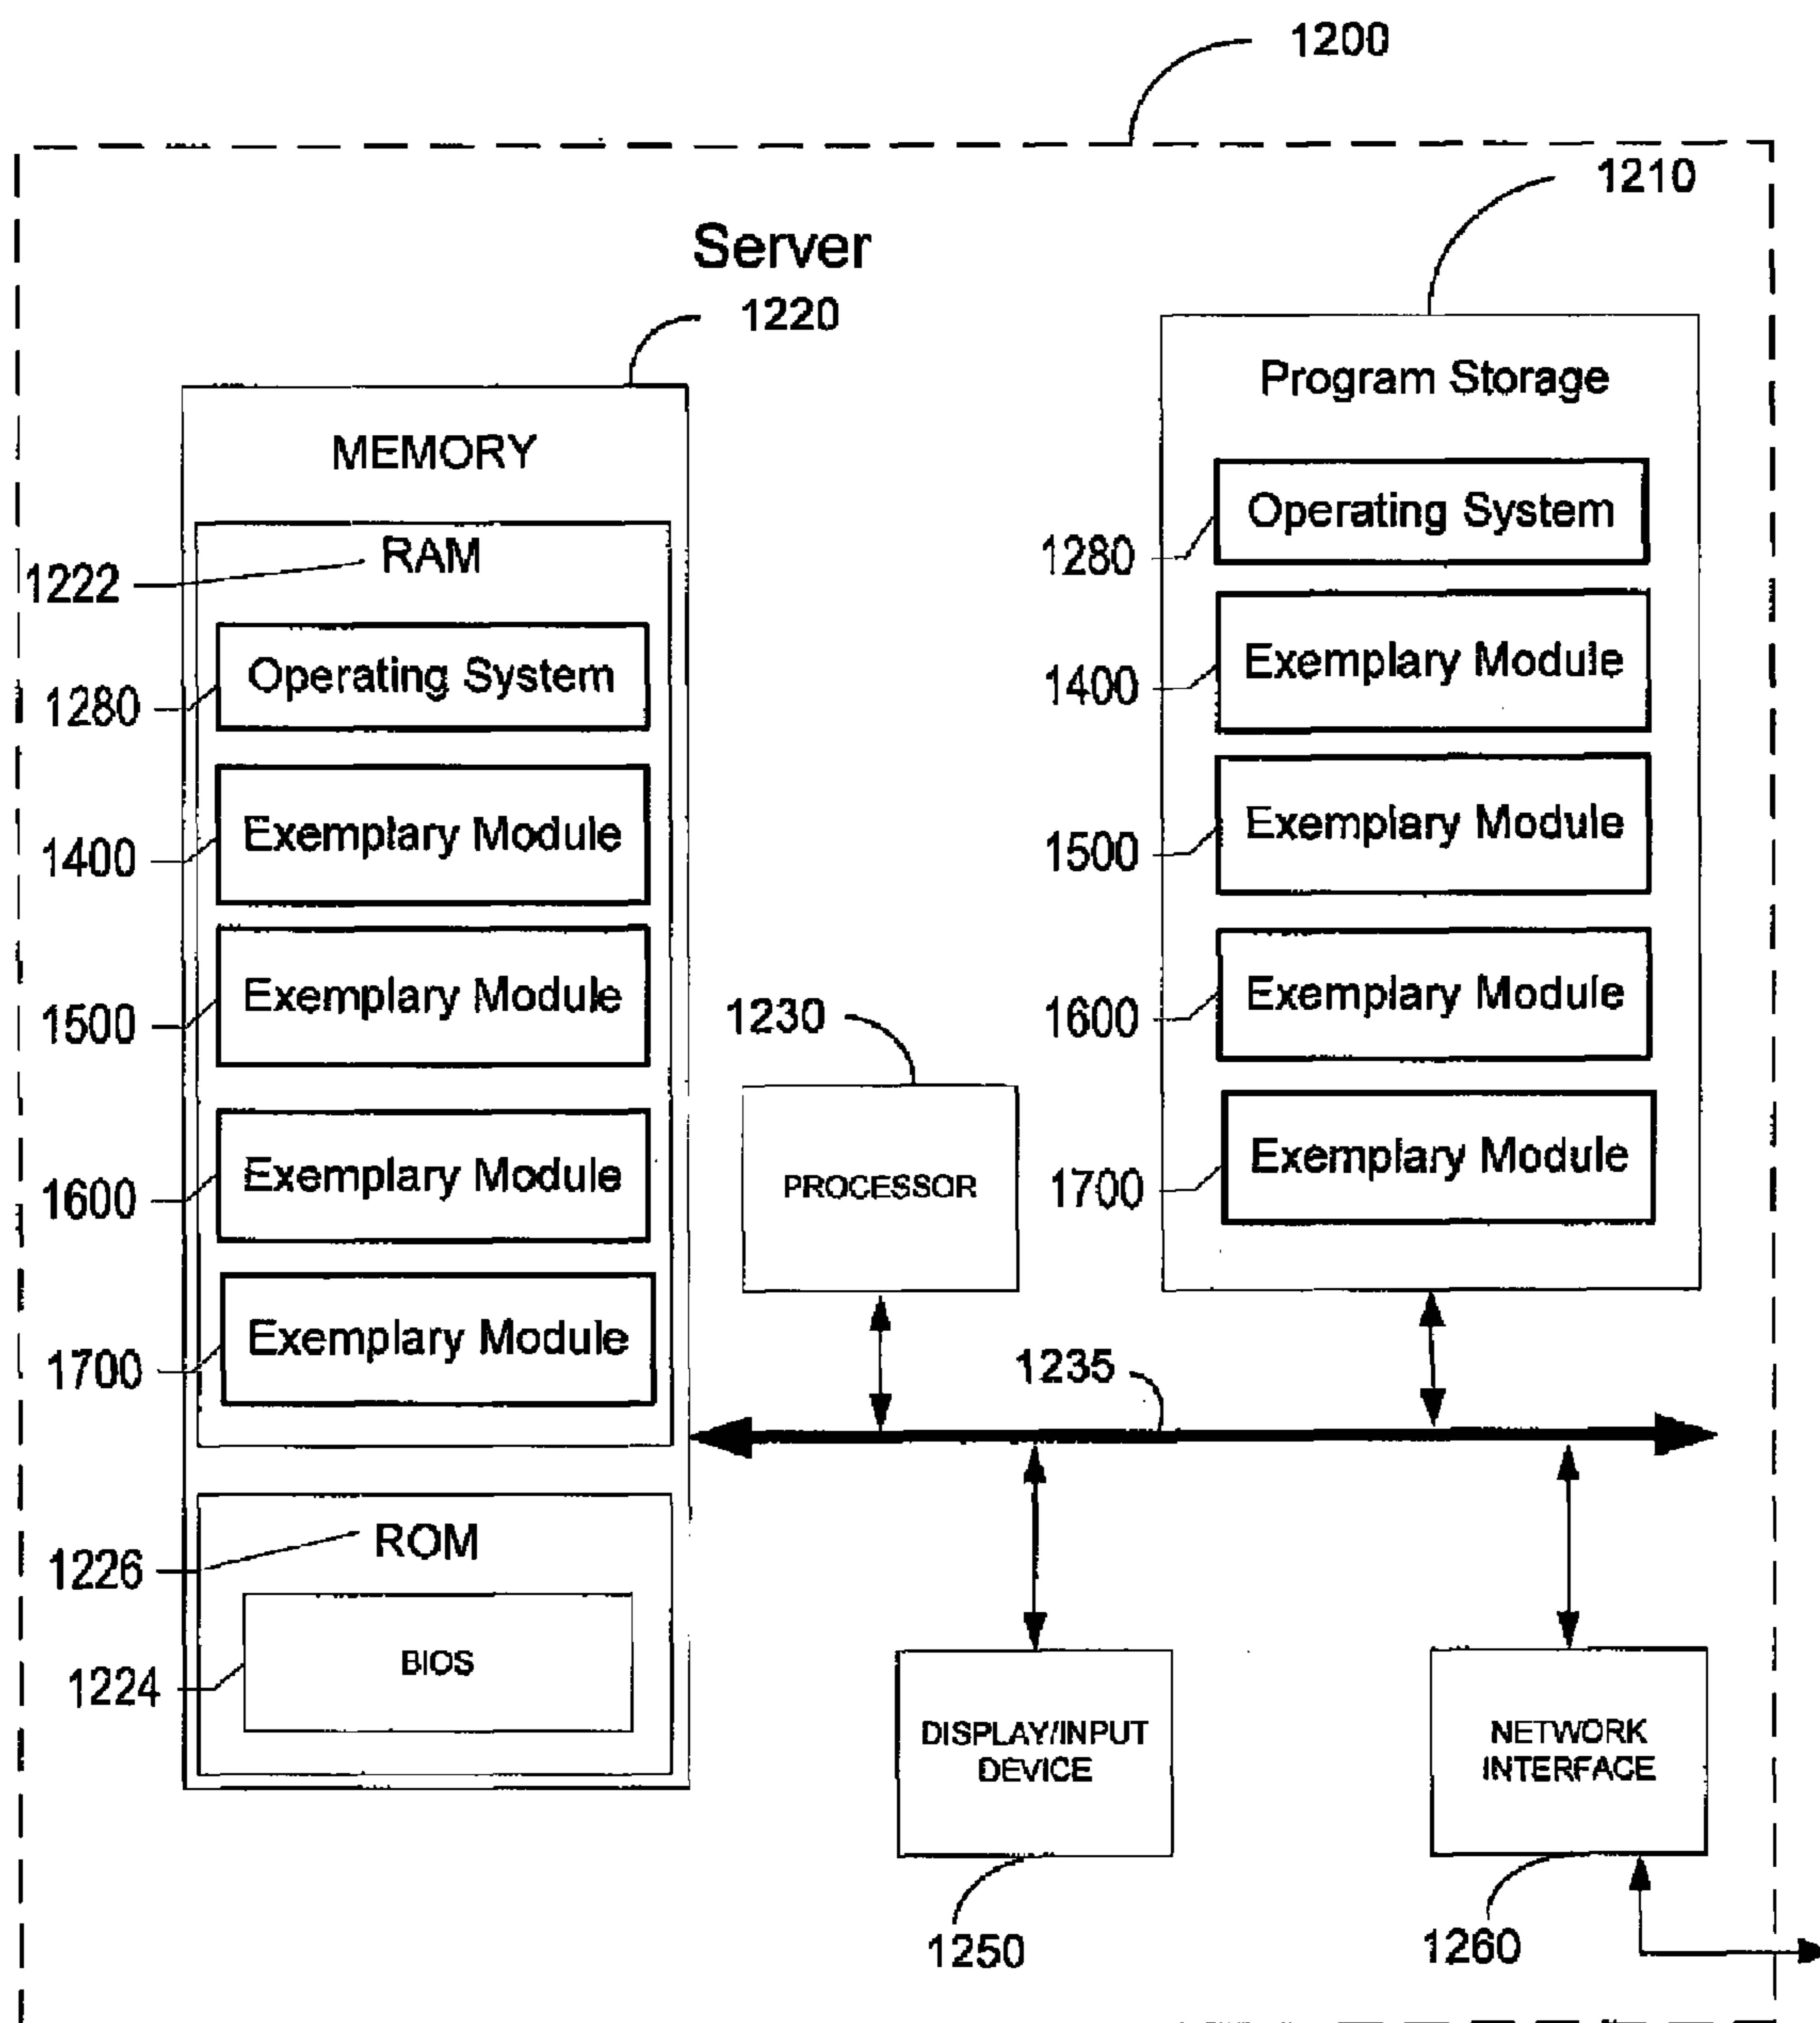 1200
1210
Server
1220
Program Storage
MEMORY
Operating System
1280
RAM
1222
Exemplary Module
1400
Operating System
1280
Exemplary Module
1500
Exemplary Module
1400
Exemplary Module
1600
Exemplary Module
1500
1230
Exemplary Module
1700
Exemplary Module
1600
PROCESSOR
Exemplary Module
1700
1235
ROM
1226
BIOS
1224
DISPLAY/INPUT
DEVICE
NETWORK
INTERFACE
1250
1260